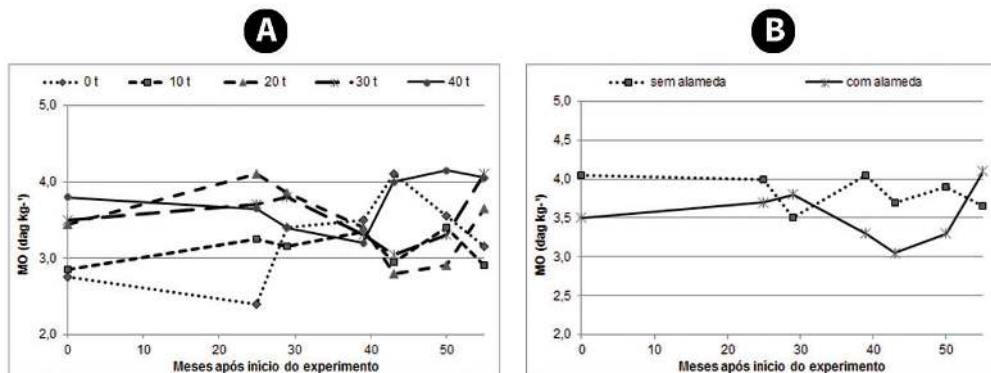 A
B
0 t 10 t 20 t 30 t 40 t
5,0
4,0
3,0
2,0
MO (dag kg-¹)
0 10 20 30 40 50
Meses após início do experimento
sem alameda com alameda
5,0
4,5
4,0
3,5
3,0
2,5
2,0
MO (dag kg-¹)
0 10 20 30 40 50
Meses após início do experimento